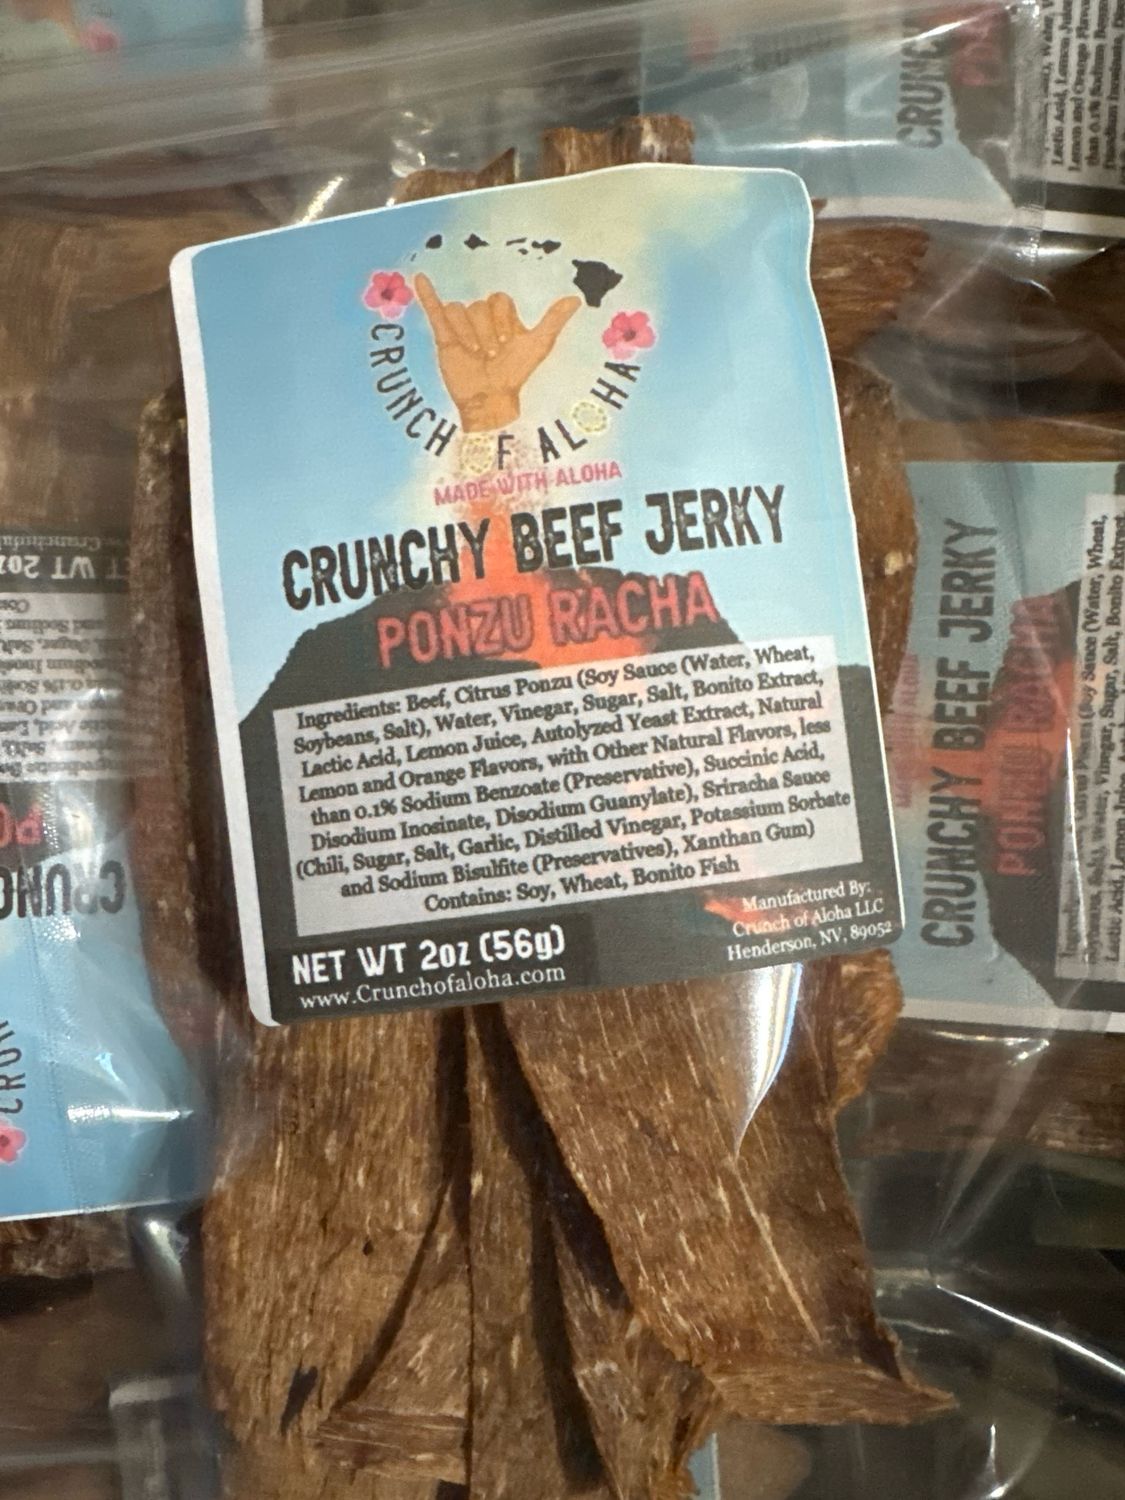 CRUNCH OF ALOHA
MADE WITH ALOHA
CRUNCHY BEEF JERKY
PONZU RACHA
Ingredients: Beef, Citrus Ponzu (Soy Sauce (Water, Wheat,
Soybeans, Salt), Water, Vinegar, Sugar, Salt, Bonito Extract,
Lactic Acid, Lemon Juice, Autolyzed Yeast Extract, Natural
Lemon and Orange Flavors, with Other Natural Flavors, less
than 0.1% Sodium Benzoate (Preservative), Succinic Acid,
Disodium Inosinate, Disodium Guanylate), Sriracha Sauce
(Chili, Sugar, Salt, Garlic, Distilled Vinegar, Potassium Sorbate
and Sodium Bisulfite (Preservatives), Xanthan Gum)
Contains: Soy, Wheat, Bonito Fish
NET WT 2oz (56g)
www.Crunchofaloha.com
Manufactured By:
Crunch of Aloha LLC
Henderson, NV, 89052
CRUNCHY BEEF JERKY
PONZU RACHA